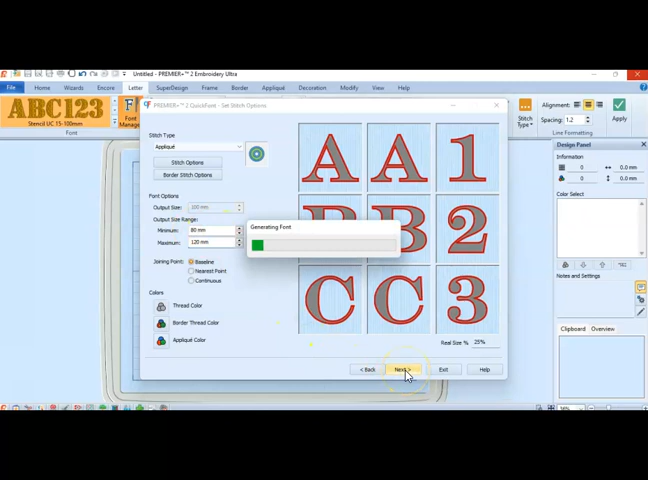 Untitled - PREMIER+™ 2 Embroidery Ultra
File Home Wizards Encore Letter SuperDesign Frame Appliqué Decoration Modify View Help
ABC123
Stencil UC 15-100mm
Font
Font Manager
PREMIER+™ 2 QuickFont - Set Stitch Options
Stitch Type
Alignment:
Spacing: 1.2
Apply
Line Formatting
Stitch Type
Appliqué
Stitch Options
Border Stitch Options
Font Options
Output Size: 100 mm
Output Size Range:
Minimum: 80 mm
Maximum: 120 mm
Joining Point: Baseline
Nearest Point
Continuous
Colors
Thread Color
Border Thread Color
Appliqué Color
A A 1
B B 2
C C 3
Generating Font
Real Size % 25%
< Back Next > Exit Help
Design Panel
Information
0 0.0 mm
0 0.0 mm
Color Select
Notes and Settings
Clipboard Overview